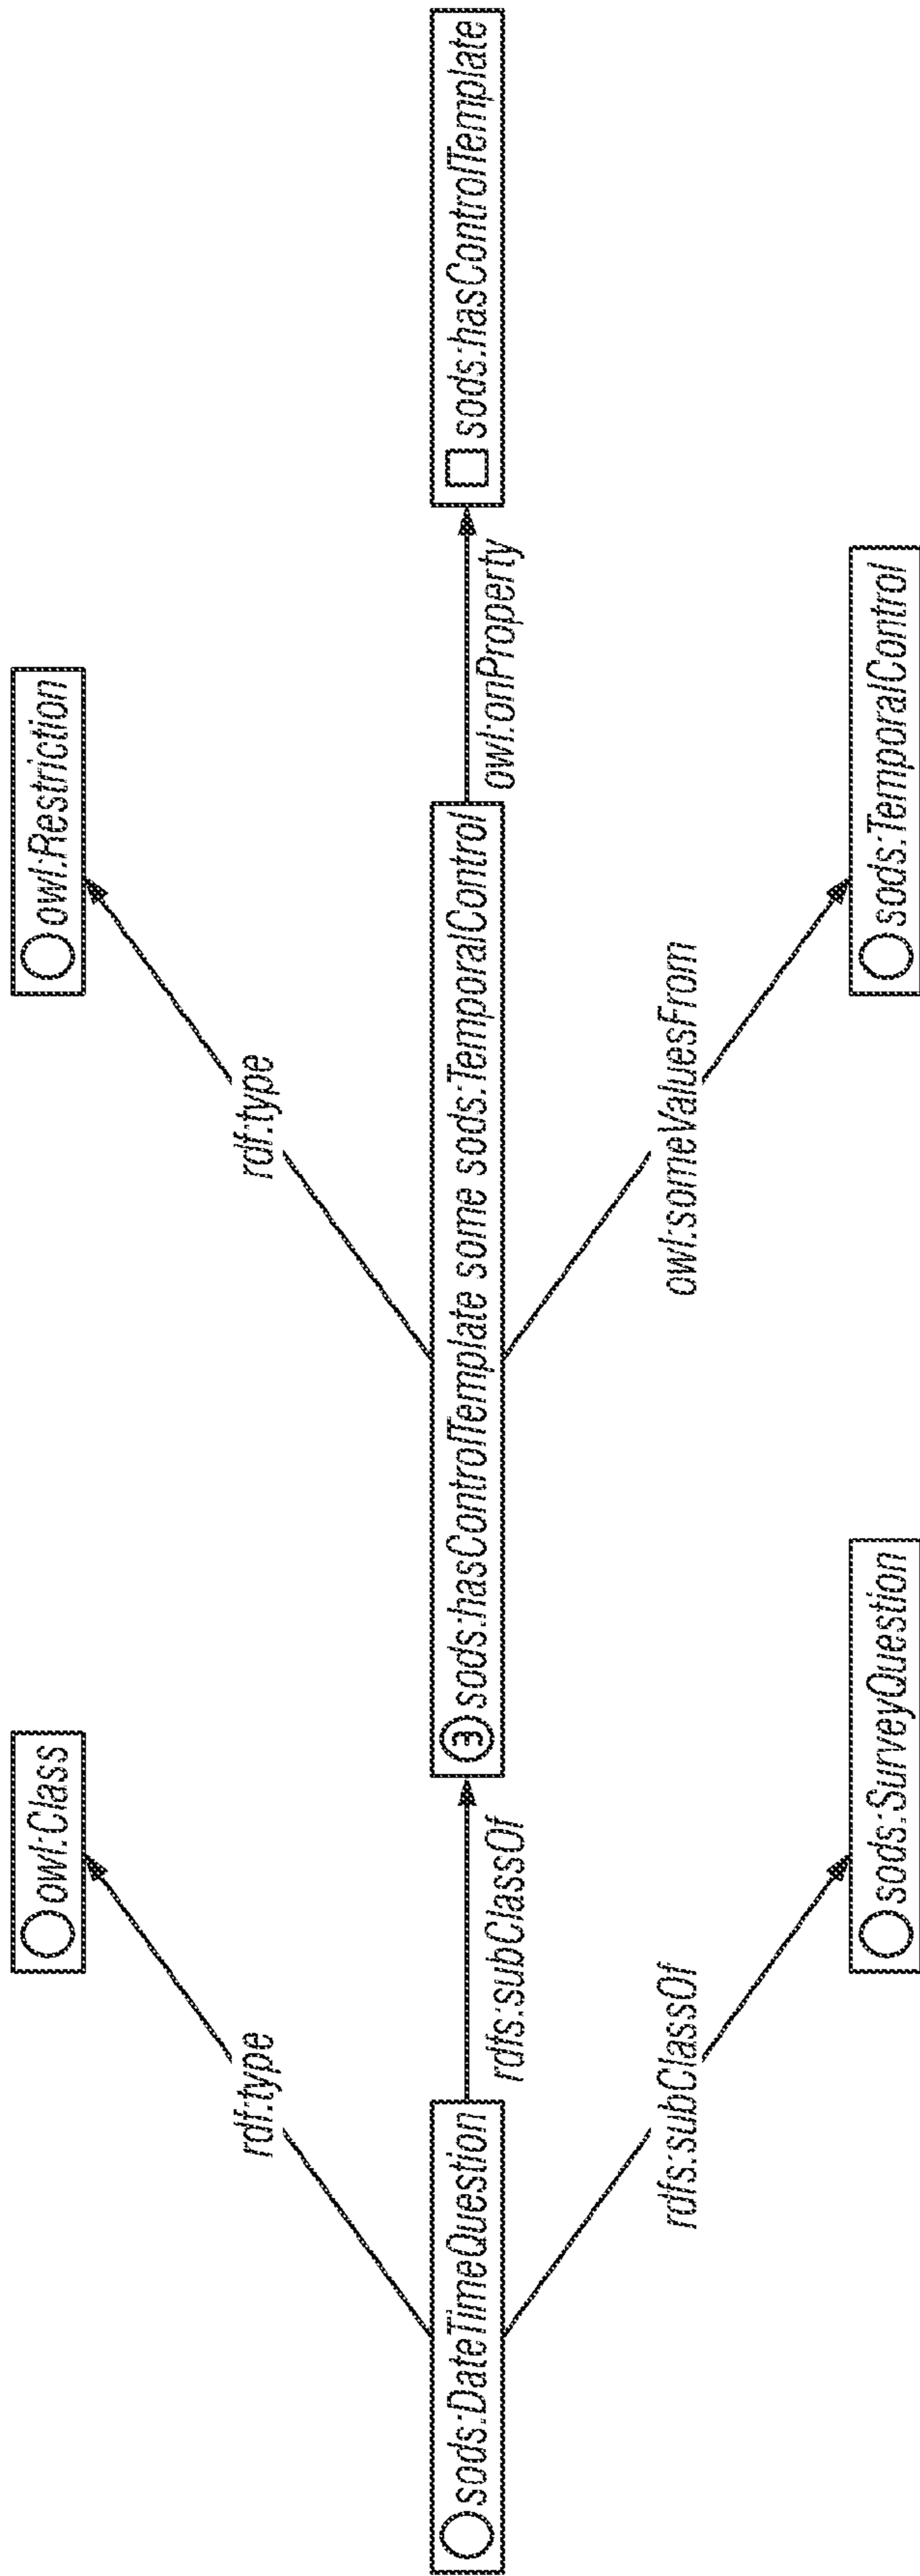 owl:Class
owl:Restriction
rdf:type
rdf:type
sods:DateTimeQuestion
rdfs:subClassOf
∃ sods:hasControlTemplate some sods:TemporalControl
owl:onProperty
sods:hasControlTemplate
rdfs:subClassOf
owl:someValuesFrom
sods:SurveyQuestion
sods:TemporalControl